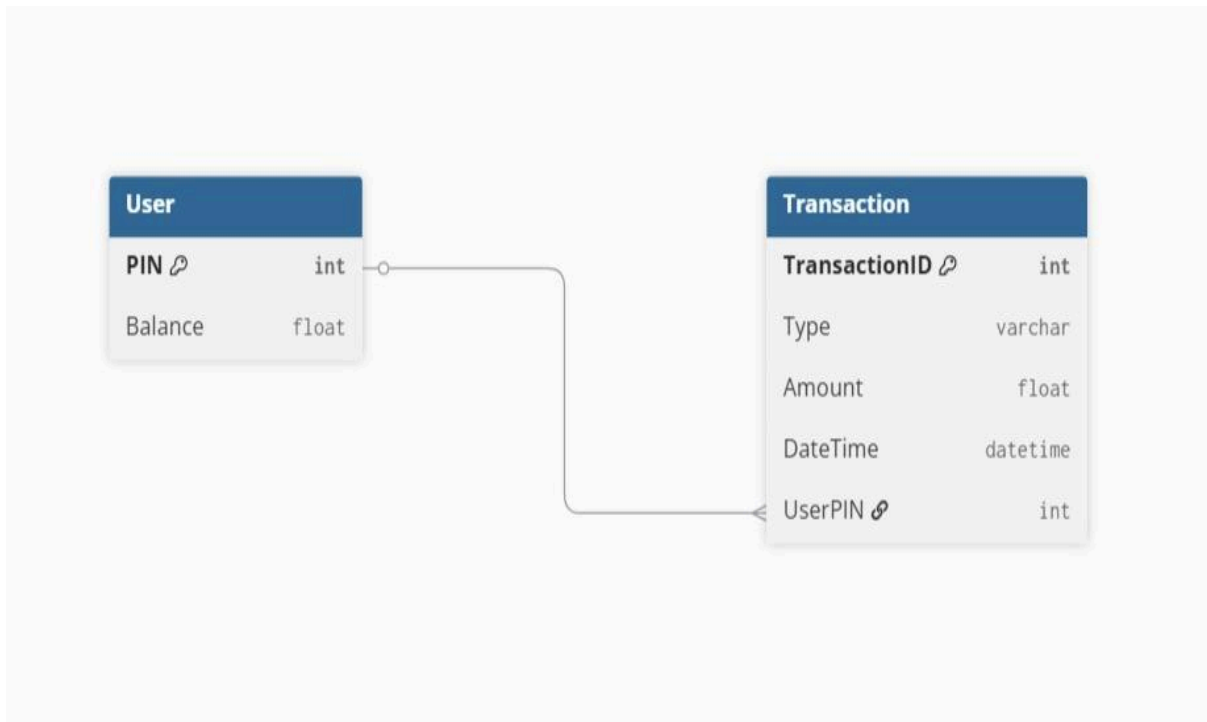 User
PIN int
Balance float
Transaction
TransactionID int
Type varchar
Amount float
DateTime datetime
UserPIN int